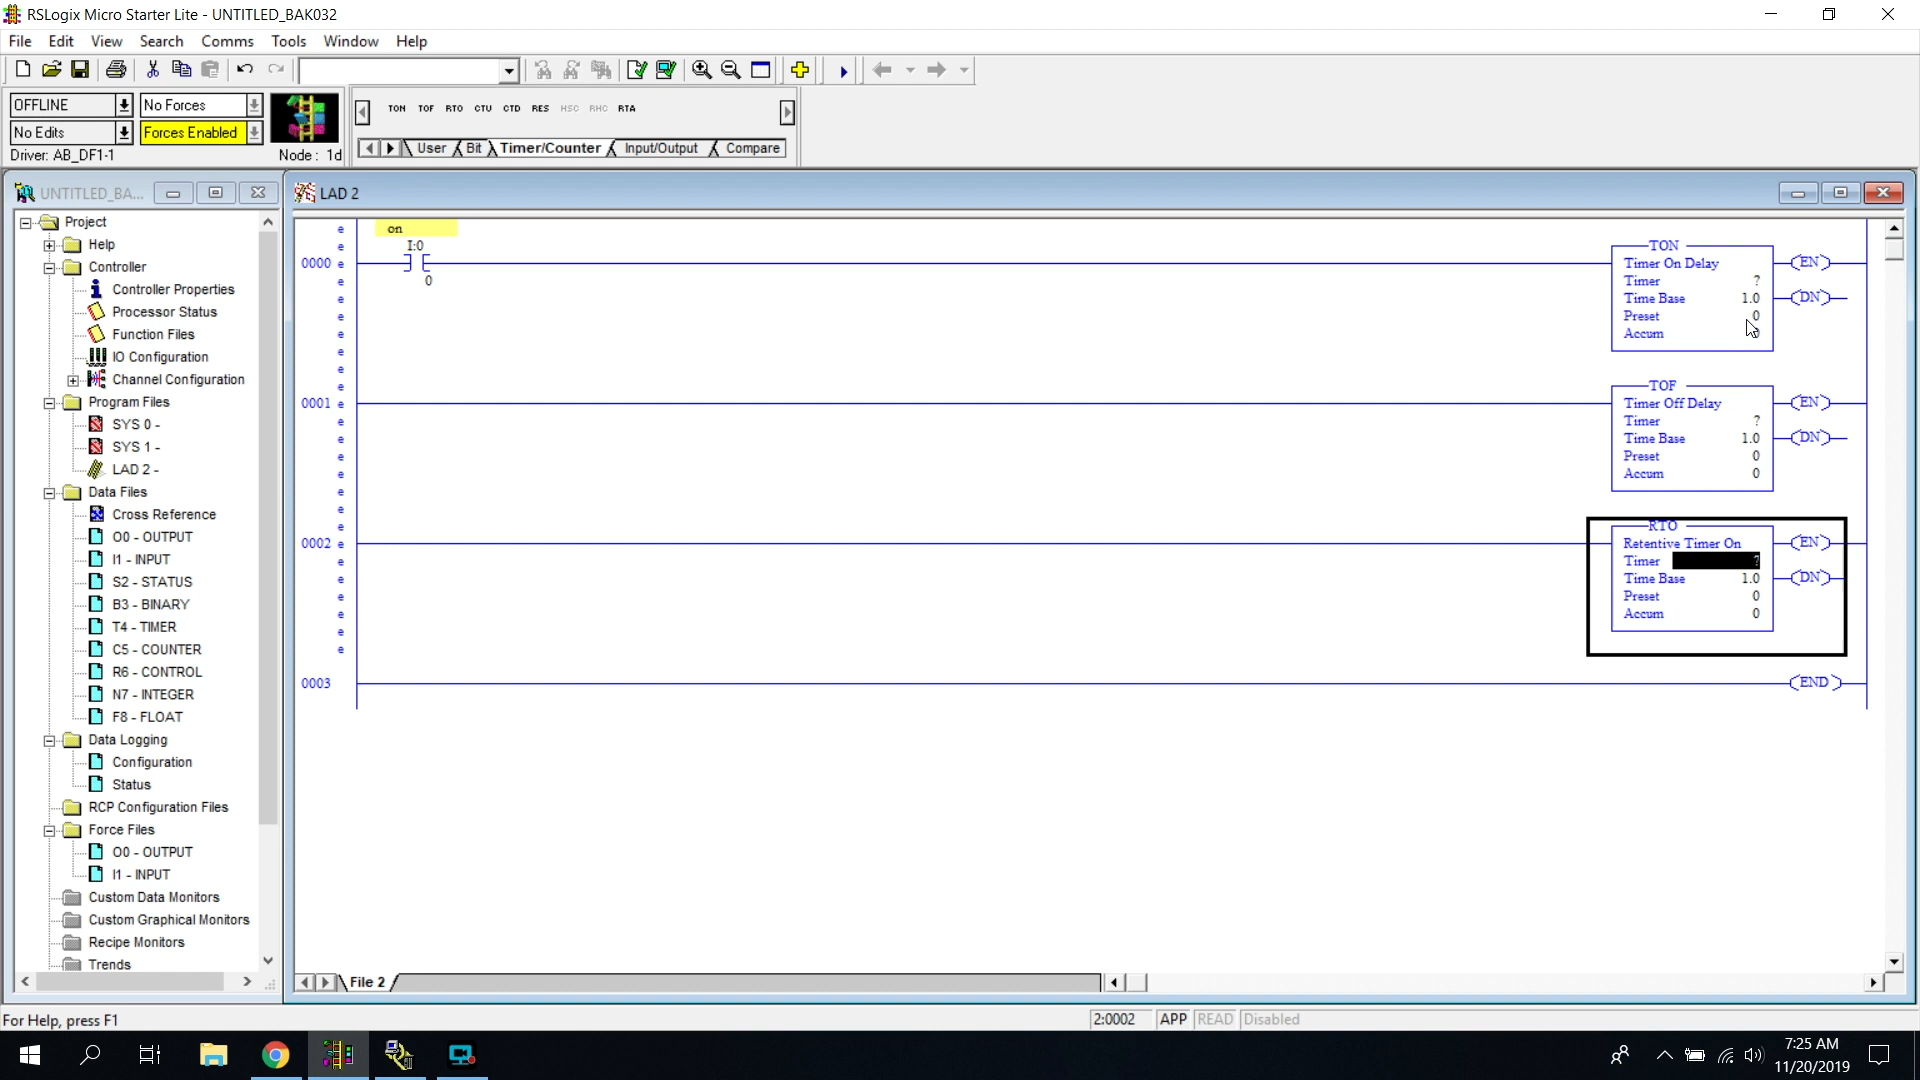 RSLogix Micro Starter Lite - UNTITLED_BAK032
File Edit View Search Comms Tools Window Help
OFFLINE No Forces
No Edits Forces Enabled
Driver: AB_DF1-1 Node : 1d
TON TOF RTO CTU CTD RES HSC RHC RTA
User Bit Timer/Counter Input/Output Compare
UNTITLED_BA...
Project
Help
Controller
Controller Properties
Processor Status
Function Files
IO Configuration
Channel Configuration
Program Files
SYS 0 -
SYS 1 -
LAD 2 -
Data Files
Cross Reference
O0 - OUTPUT
I1 - INPUT
S2 - STATUS
B3 - BINARY
T4 - TIMER
C5 - COUNTER
R6 - CONTROL
N7 - INTEGER
F8 - FLOAT
Data Logging
Configuration
Status
RCP Configuration Files
Force Files
O0 - OUTPUT
I1 - INPUT
Custom Data Monitors
Custom Graphical Monitors
Recipe Monitors
Trends
LAD 2
e
on
e
I:0
0000 e
e
0
e
e
e
e
e
e
TON
Timer On Delay
Timer ?
Time Base 1.0
Preset 0
Accum
EN
DN
0001 e
e
e
e
e
e
e
e
TOF
Timer Off Delay
Timer ?
Time Base 1.0
Preset 0
Accum 0
EN
DN
0002 e
e
e
e
e
e
e
RTO
Retentive Timer On
Timer ?
Time Base 1.0
Preset 0
Accum 0
EN
DN
0003
END
File 2
For Help, press F1
2:0002 APP READ Disabled
7:25 AM
11/20/2019